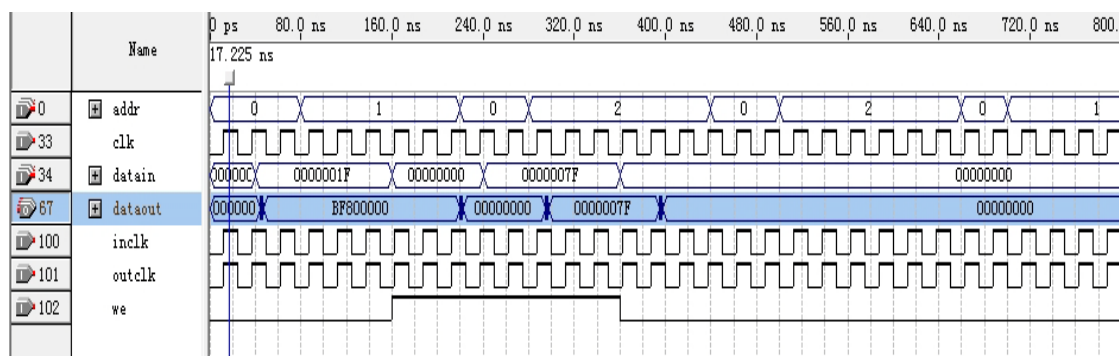 0 ps 80.0 ns 160.0 ns 240.0 ns 320.0 ns 400.0 ns 480.0 ns 560.0 ns 640.0 ns 720.0 ns 800.
Name
17.225 ns
0 addr 0 1 0 2 0 2 0 1
33 clk
34 datain 0000001F 00000000 0000007F 00000000
67 dataout 000000 BF800000 00000000 0000007F 00000000
100 inclk
101 outclk
102 we